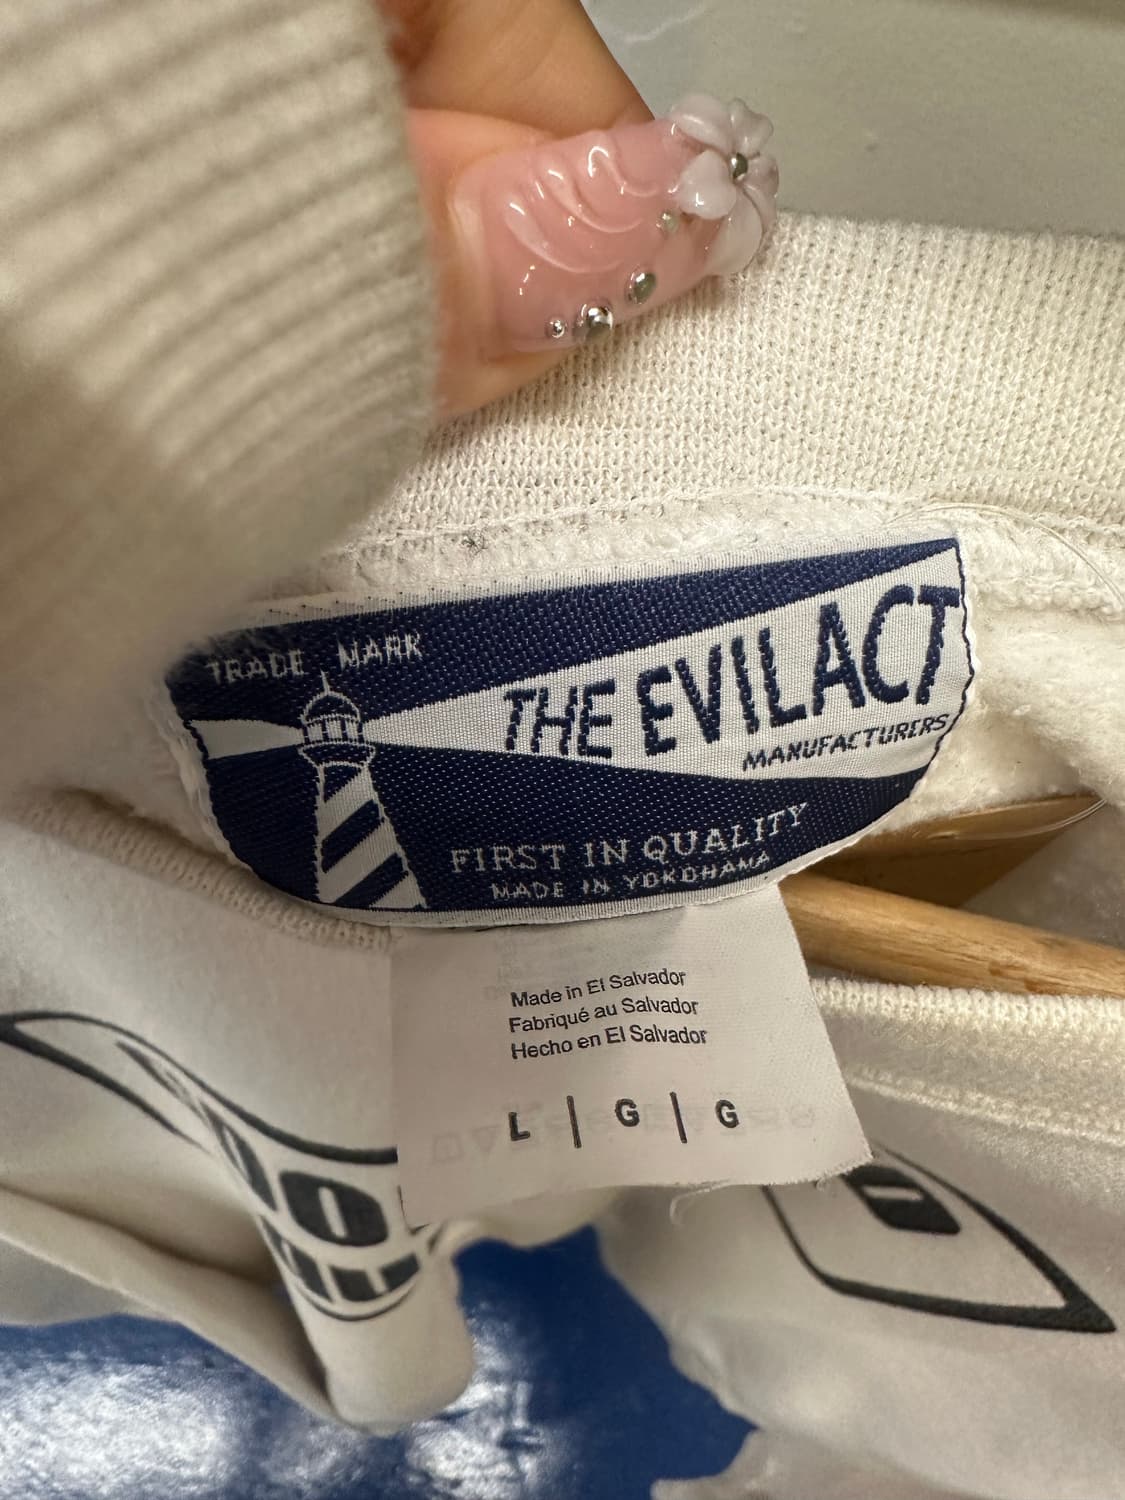 TRADE MARK
THE EVILACT
MANUFACTURERS
FIRST IN QUALITY
MADE IN YOKOHAMA
Made in El Salvador
Fabriqué au Salvador
Hecho en El Salvador
L | G | G